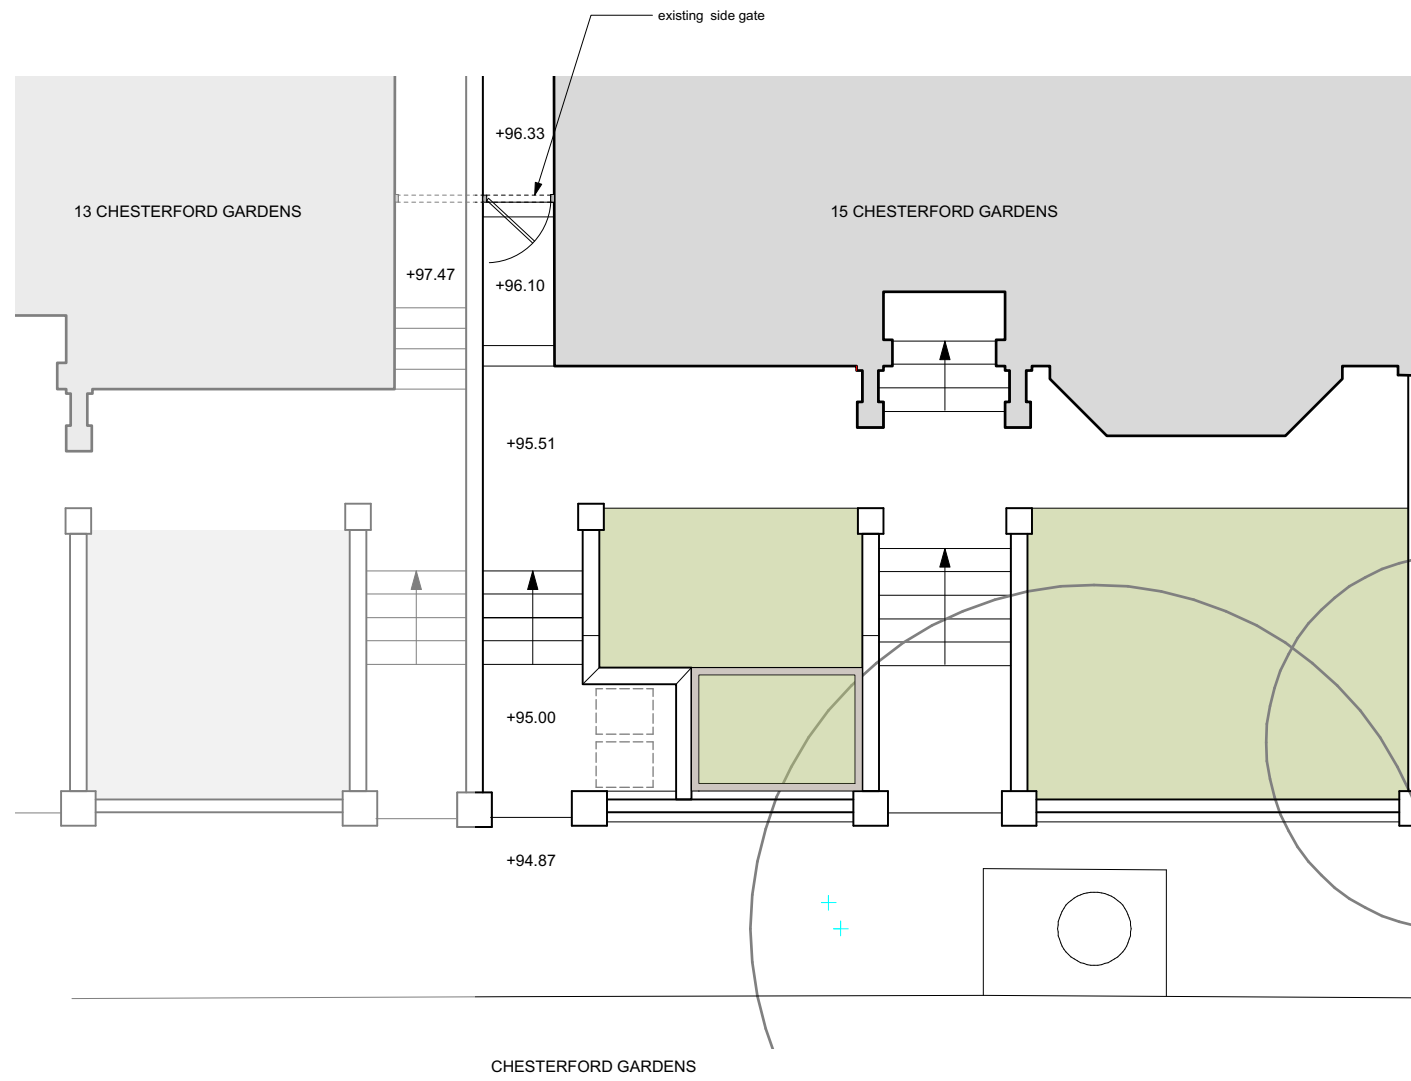 existing side gate
+96.33
13 CHESTERFORD GARDENS
15 CHESTERFORD GARDENS
+97.47
+96.10
+95.51
+95.00
+94.87
CHESTERFORD GARDENS